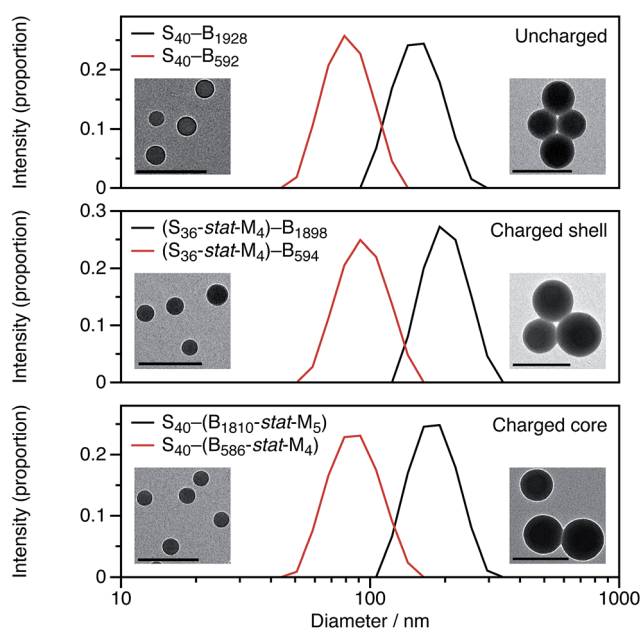 Intensity (proportion)
0.2
0.1
0
S40–B1928
S40–B592
Uncharged
Intensity (proportion)
0.3
0.2
0.1
0
(S36-stat-M4)–B1898
(S36-stat-M4)–B594
Charged shell
Intensity (proportion)
0.2
0.1
0
S40–(B1810-stat-M5)
S40–(B586-stat-M4)
Charged core
10
100
1000
Diameter / nm